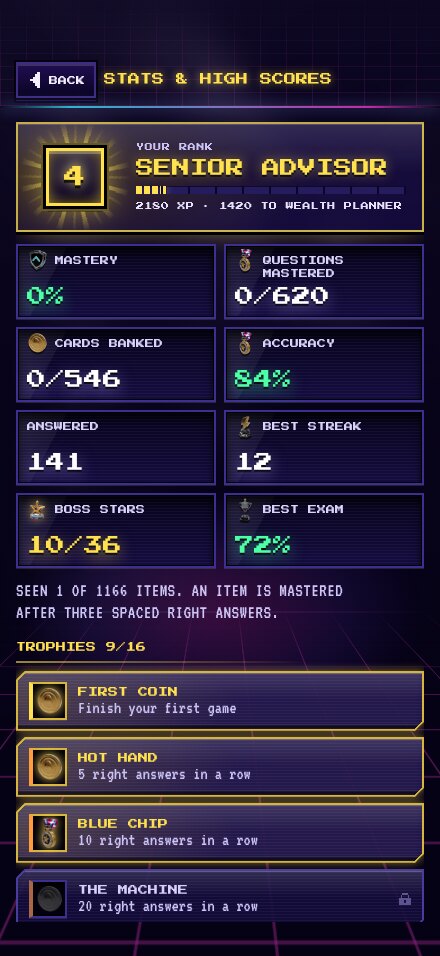 BACK
STATS & HIGH SCORES
4
YOUR RANK
SENIOR ADVISOR
2180 XP · 1420 TO WEALTH PLANNER
MASTERY
0%
QUESTIONS
MASTERED
0/620
CARDS BANKED
0/546
ACCURACY
84%
ANSWERED
141
BEST STREAK
12
BOSS STARS
10/36
BEST EXAM
72%
SEEN 1 OF 1166 ITEMS. AN ITEM IS MASTERED
AFTER THREE SPACED RIGHT ANSWERS.
TROPHIES 9/16
FIRST COIN
Finish your first game
HOT HAND
5 right answers in a row
BLUE CHIP
10 right answers in a row
THE MACHINE
20 right answers in a row